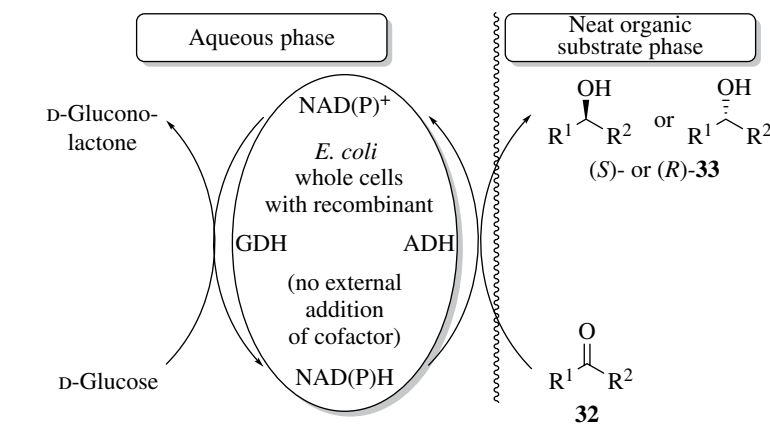 Aqueous phase
Neat organic
substrate phase
D-Glucono-
lactone
NAD(P)+
E. coli
whole cells
with recombinant
GDH
ADH
(no external
addition
of cofactor)
NAD(P)H
D-Glucose
OH
R1
R2
or
OH
R1
R2
(S)- or (R)-33
O
R1
R2
32